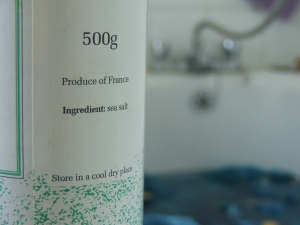 500g
Produce of France
Ingredient: sea salt
Store in a cool dry place